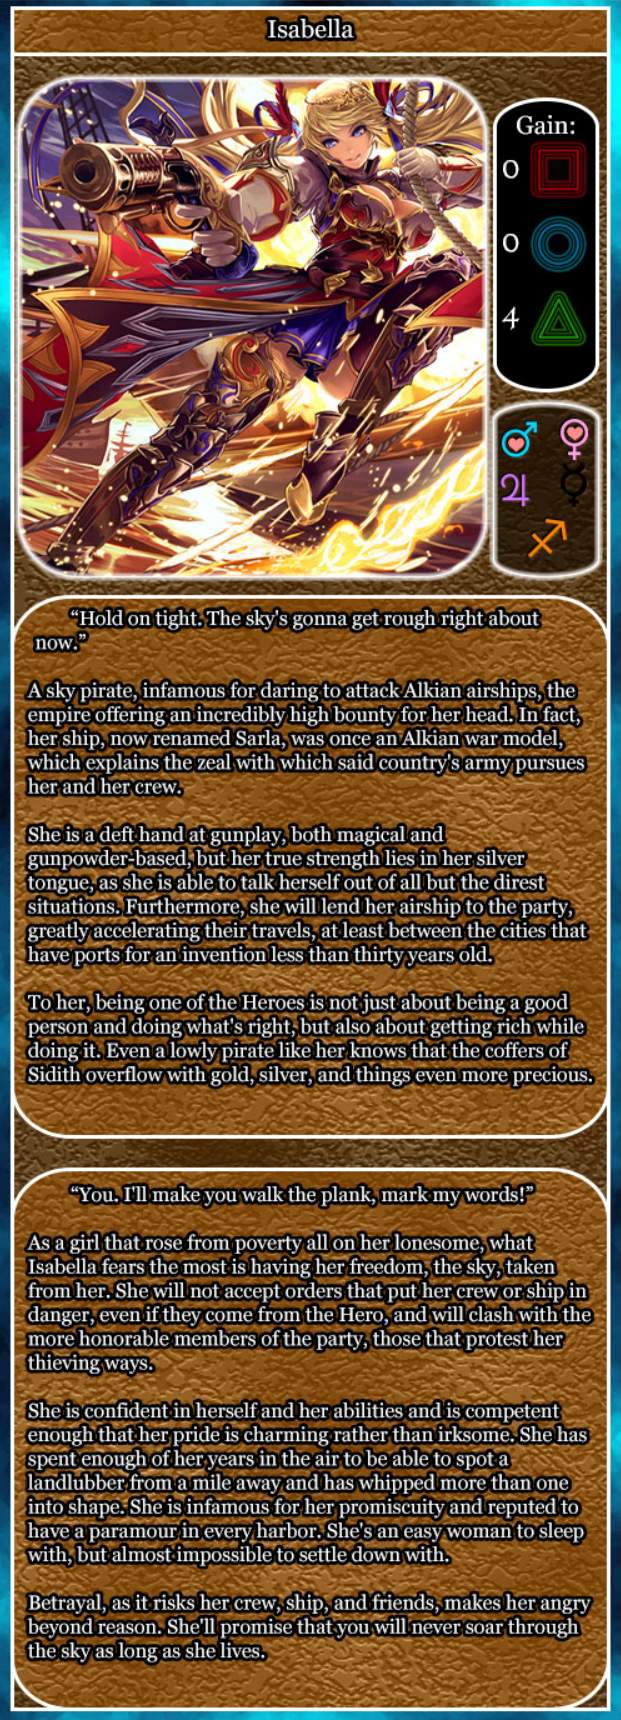 Isabella
Gain:
0
0
4
“Hold on tight. The sky's gonna get rough right about
now.”
A sky pirate, infamous for daring to attack Alkian airships, the
empire offering an incredibly high bounty for her head. In fact,
her ship, now renamed Sarla, was once an Alkian war model,
which explains the zeal with which said country's army pursues
her and her crew.
She is a deft hand at gunplay, both magical and
gunpowder-based, but her true strength lies in her silver
tongue, as she is able to talk herself out of all but the direst
situations. Furthermore, she will lend her airship to the party,
greatly accelerating their travels, at least between the cities that
have ports for an invention less than thirty years old.
To her, being one of the Heroes is not just about being a good
person and doing what's right, but also about getting rich while
doing it. Even a lowly pirate like her knows that the coffers of
Sidith overflow with gold, silver, and things even more precious.
“You. I'll make you walk the plank, mark my words!”
As a girl that rose from poverty all on her lonesome, what
Isabella fears the most is having her freedom, the sky, taken
from her. She will not accept orders that put her crew or ship in
danger, even if they come from the Hero, and will clash with the
more honorable members of the party, those that protest her
thieving ways.
She is confident in herself and her abilities and is competent
enough that her pride is charming rather than irksome. She has
spent enough of her years in the air to be able to spot a
landlubber from a mile away and has whipped more than one
into shape. She is infamous for her promiscuity and reputed to
have a paramour in every harbor. She's an easy woman to sleep
with, but almost impossible to settle down with.
Betrayal, as it risks her crew, ship, and friends, makes her angry
beyond reason. She'll promise that you will never soar through
the sky as long as she lives.